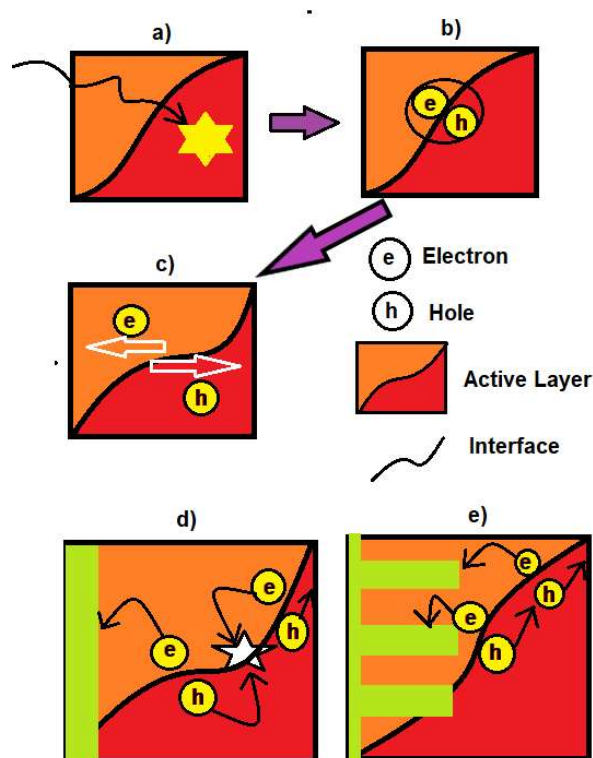 a)
b)
e
h
c)
e
h
e Electron
h Hole
Active Layer
Interface
d)
e)
e
e
h
h
e
e
h
h